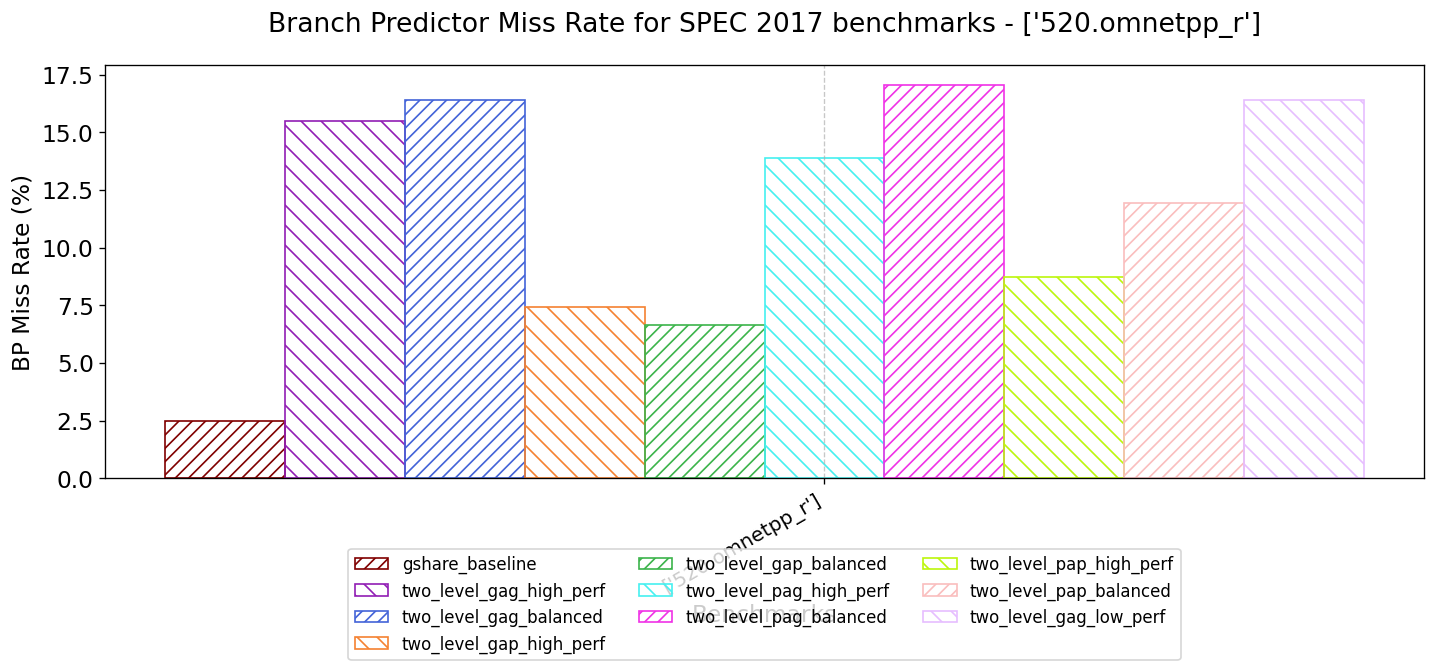 Branch Predictor Miss Rate for SPEC 2017 benchmarks - ['520.omnetpp_r']
BP Miss Rate (%)
17.5
15.0
12.5
10.0
7.5
5.0
2.5
0.0
['520.omnetpp_r']
Benchmarks
gshare_baseline
two_level_gag_high_perf
two_level_gag_balanced
two_level_gap_high_perf
two_level_gap_balanced
two_level_pag_high_perf
two_level_pag_balanced
two_level_pap_high_perf
two_level_pap_balanced
two_level_gag_low_perf